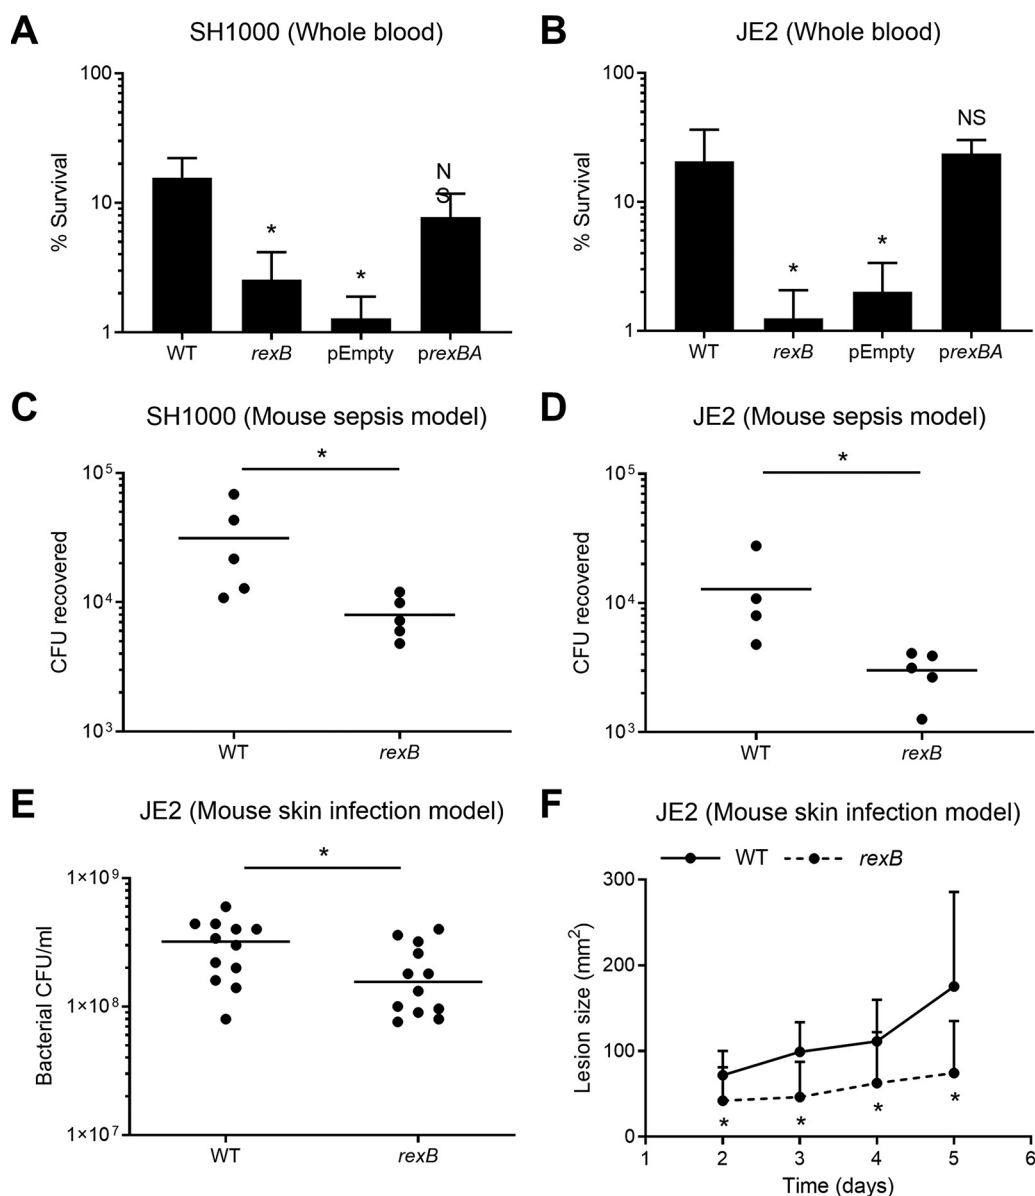 A
SH1000 (Whole blood)
% Survival
100
10
1
*
*
N
S
WT
rexB
pEmpty
prexBA
B
JE2 (Whole blood)
% Survival
100
10
1
*
*
NS
WT
rexB
pEmpty
prexBA
C
SH1000 (Mouse sepsis model)
*
CFU recovered
10⁵
10⁴
10³
WT
rexB
D
JE2 (Mouse sepsis model)
*
CFU recovered
10⁵
10⁴
10³
WT
rexB
E
JE2 (Mouse skin infection model)
*
Bacterial CFU/ml
1×10⁹
1×10⁸
1×10⁷
WT
rexB
F
JE2 (Mouse skin infection model)
WT
rexB
Lesion size (mm²)
300
200
100
0
*
*
*
*
1
2
3
4
5
6
Time (days)